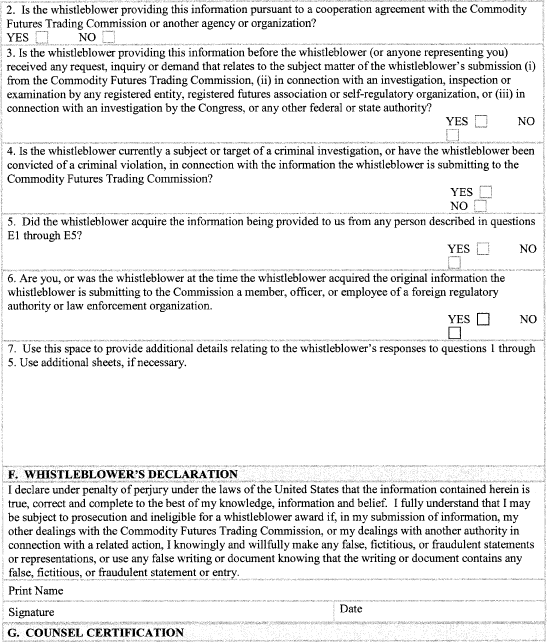 2. Is the whistleblower providing this information pursuant to a cooperation agreement with the Commodity
Futures Trading Commission or another agency or organization?
YES NO
3. Is the whistleblower providing this information before the whistleblower (or anyone representing you)
received any request, inquiry or demand that relates to the subject matter of the whistleblower's submission (i)
from the Commodity Futures Trading Commission, (ii) in connection with an investigation, inspection or
examination by any registered entity, registered futures association or self-regulatory organization, or (iii) in
connection with an investigation by the Congress, or any other federal or state authority?
YES NO
4. Is the whistleblower currently a subject or target of a criminal investigation, or have the whistleblower been
convicted of a criminal violation, in connection with the information the whistleblower is submitting to the
Commodity Futures Trading Commission?
YES
NO
5. Did the whistleblower acquire the information being provided to us from any person described in questions
E1 through E5?
YES NO
6. Are you, or was the whistleblower at the time the whistleblower acquired the original information the
whistleblower is submitting to the Commission a member, officer, or employee of a foreign regulatory
authority or law enforcement organization.
YES NO
7. Use this space to provide additional details relating to the whistleblower's responses to questions 1 through
5. Use additional sheets, if necessary.
F. WHISTLEBLOWER'S DECLARATION
I declare under penalty of perjury under the laws of the United States that the information contained herein is
true, correct and complete to the best of my knowledge, information and belief. I fully understand that I may
be subject to prosecution and ineligible for a whistleblower award if, in my submission of information, my
other dealings with the Commodity Futures Trading Commission, or my dealings with another authority in
connection with a related action, I knowingly and willfully make any false, fictitious, or fraudulent statements
or representations, or use any false writing or document knowing that the writing or document contains any
false, fictitious, or fraudulent statement or entry.
Print Name
Signature Date
G. COUNSEL CERTIFICATION